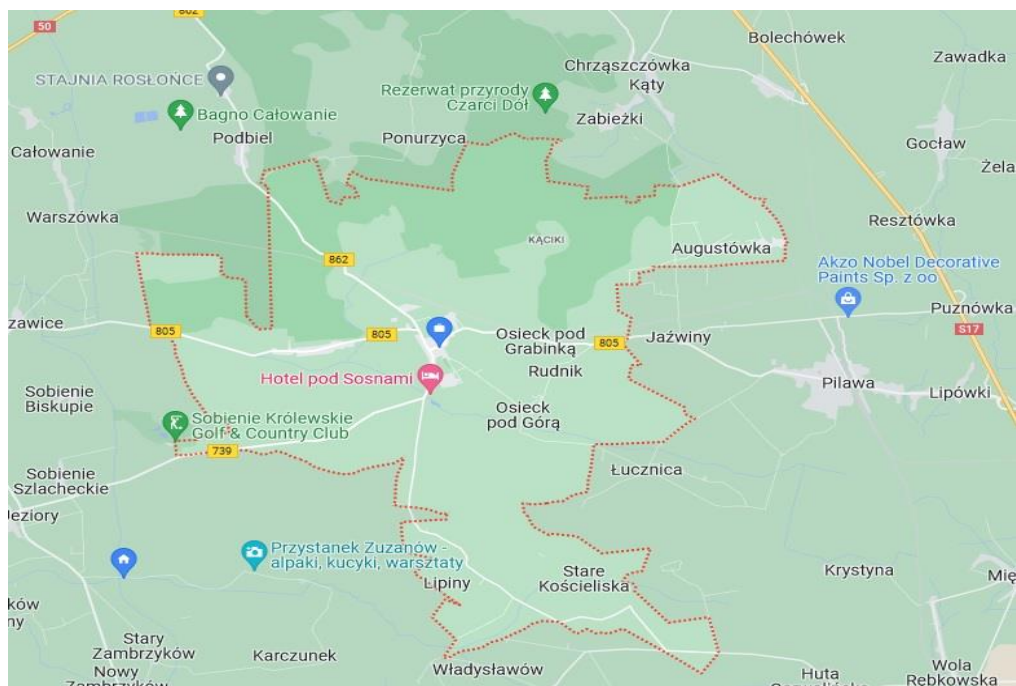 862
50
Bolechówek
STAJNIA ROSŁOŃCE
Chrząszczówka
Kąty
Zawadka
Rezerwat przyrody
Czarci Dół
Bagno Całowanie
Zabieżki
Podbiel
Ponurzyca
Gocław
Całowanie
Żela
Warszówka
Resztówka
KĄCIKI
Augustówka
862
Akzo Nobel Decorative
Paints Sp. z oo
Puznówka
zawice
805
805
Osieck pod
Grabinką
805
Jaźwiny
S17
Rudnik
Hotel pod Sosnami
Pilawa
Lipówki
Sobienie
Biskupie
Osieck
pod Górą
Sobienie Królewskie
Golf & Country Club
739
Łucznica
Sobienie
Szlacheckie
Jeziory
Przystanek Zuzanów -
alpaki, kucyki, warsztaty
Lipiny
Stare
Kościeliska
Krystyna
Mię
ków
ny
Stary
Zambrzyków
Karczunek
Władysławów
Huta
Wola
Rębkowska
Nowy
Zambrzyków